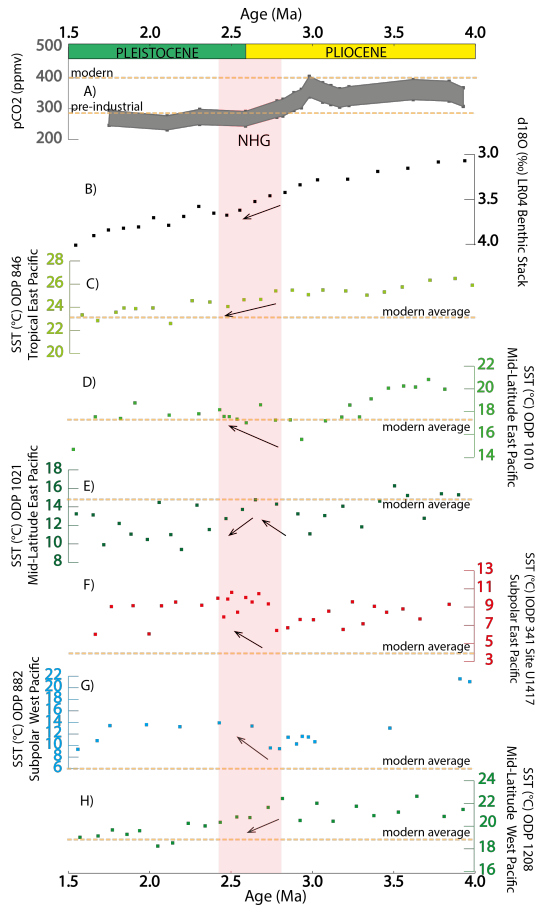 Age (Ma)
1.5 2.0 2.5 3.0 3.5 4.0
PLEISTOCENE PLIOCENE
pCO2 (ppmv)
500
400
300
200
modern
A)
pre-industrial
NHG
B)
3.0
3.5
4.0
d18O (‰) LR04 Benthic Stack
SST (°C) ODP 846
Tropical East Pacific
28
26
24
22
20
C)
modern average
D)
22
20
18
16
14
modern average
SST (°C) ODP 1010
Mid-Latitude East Pacific
SST (°C) ODP 1021
Mid-Latitude East Pacific
18
16
14
12
10
8
E)
modern average
F)
13
11
9
7
5
3
modern average
SST (°C) IODP 341 Site U1417
Subpolar East Pacific
SST (°C) ODP 882
Subpolar West Pacific
22
20
18
16
14
12
10
8
6
G)
modern average
H)
24
22
20
18
16
modern average
SST (°C) ODP 1208
Mid-Latitude West Pacific
1.5 2.0 2.5 3.0 3.5 4.0
Age (Ma)